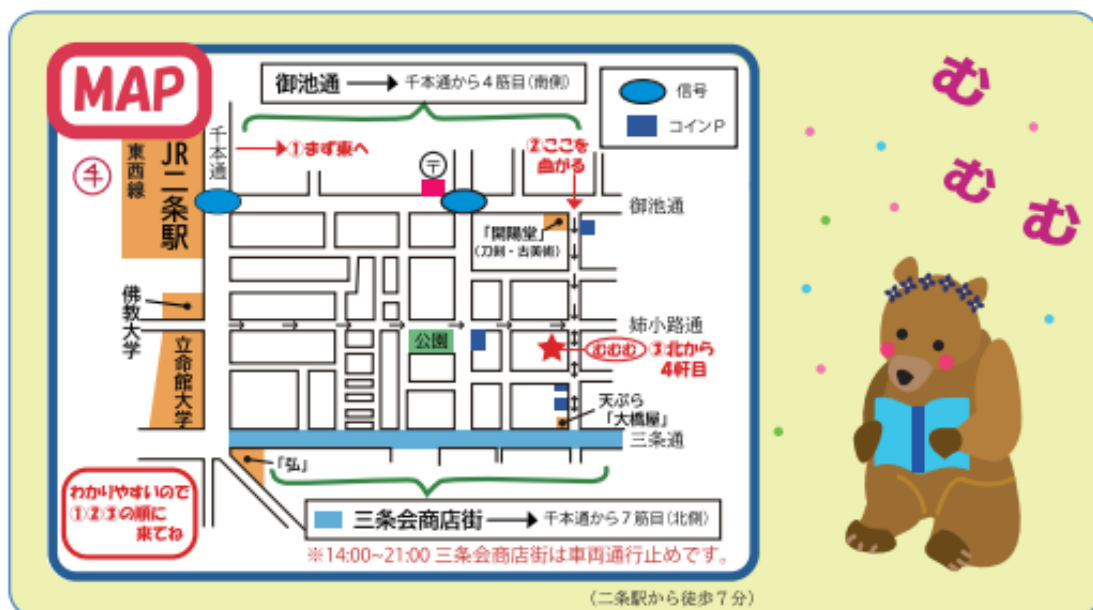 MAP
御池通 → 千本通から4筋目(南側)
信号
コインP
千本通
①まず東へ
②ここを
曲がる
〒
JR二条駅
東西線
御池通
「開陽堂」
(刀剣・古美術)
佛教大学
姉小路通
公園
むむむ
③北から
4軒目
立命館大学
天ぷら
「大橋屋」
三条通
「弘」
わかりやすいので
①②③の順に
来てね
三条会商店街 → 千本通から7筋目(北側)
※14:00~21:00 三条会商店街は車両通行止めです。
(二条駅から徒歩7分)
む
む
む